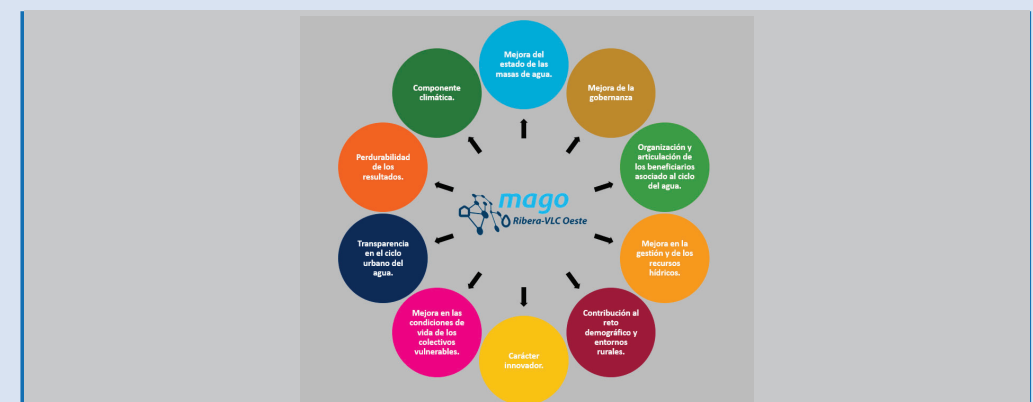 Mejora del
estado de las
masas de agua.
Mejora de la
gobernanza
Organización y
articulación de
los beneficiarios
asociado al ciclo
del agua.
Mejora en la
gestión y de los
recursos
hídricos.
Contribución al
reto
demográfico y
entornos
rurales.
Carácter
innovador.
Mejora en las
condiciones de
vida de los
colectivos
vulnerables.
Transparencia
en el ciclo
urbano del
agua.
Perdurabilidad
de los
resultados.
Componente
climática.
mago
Ribera-VLC Oeste